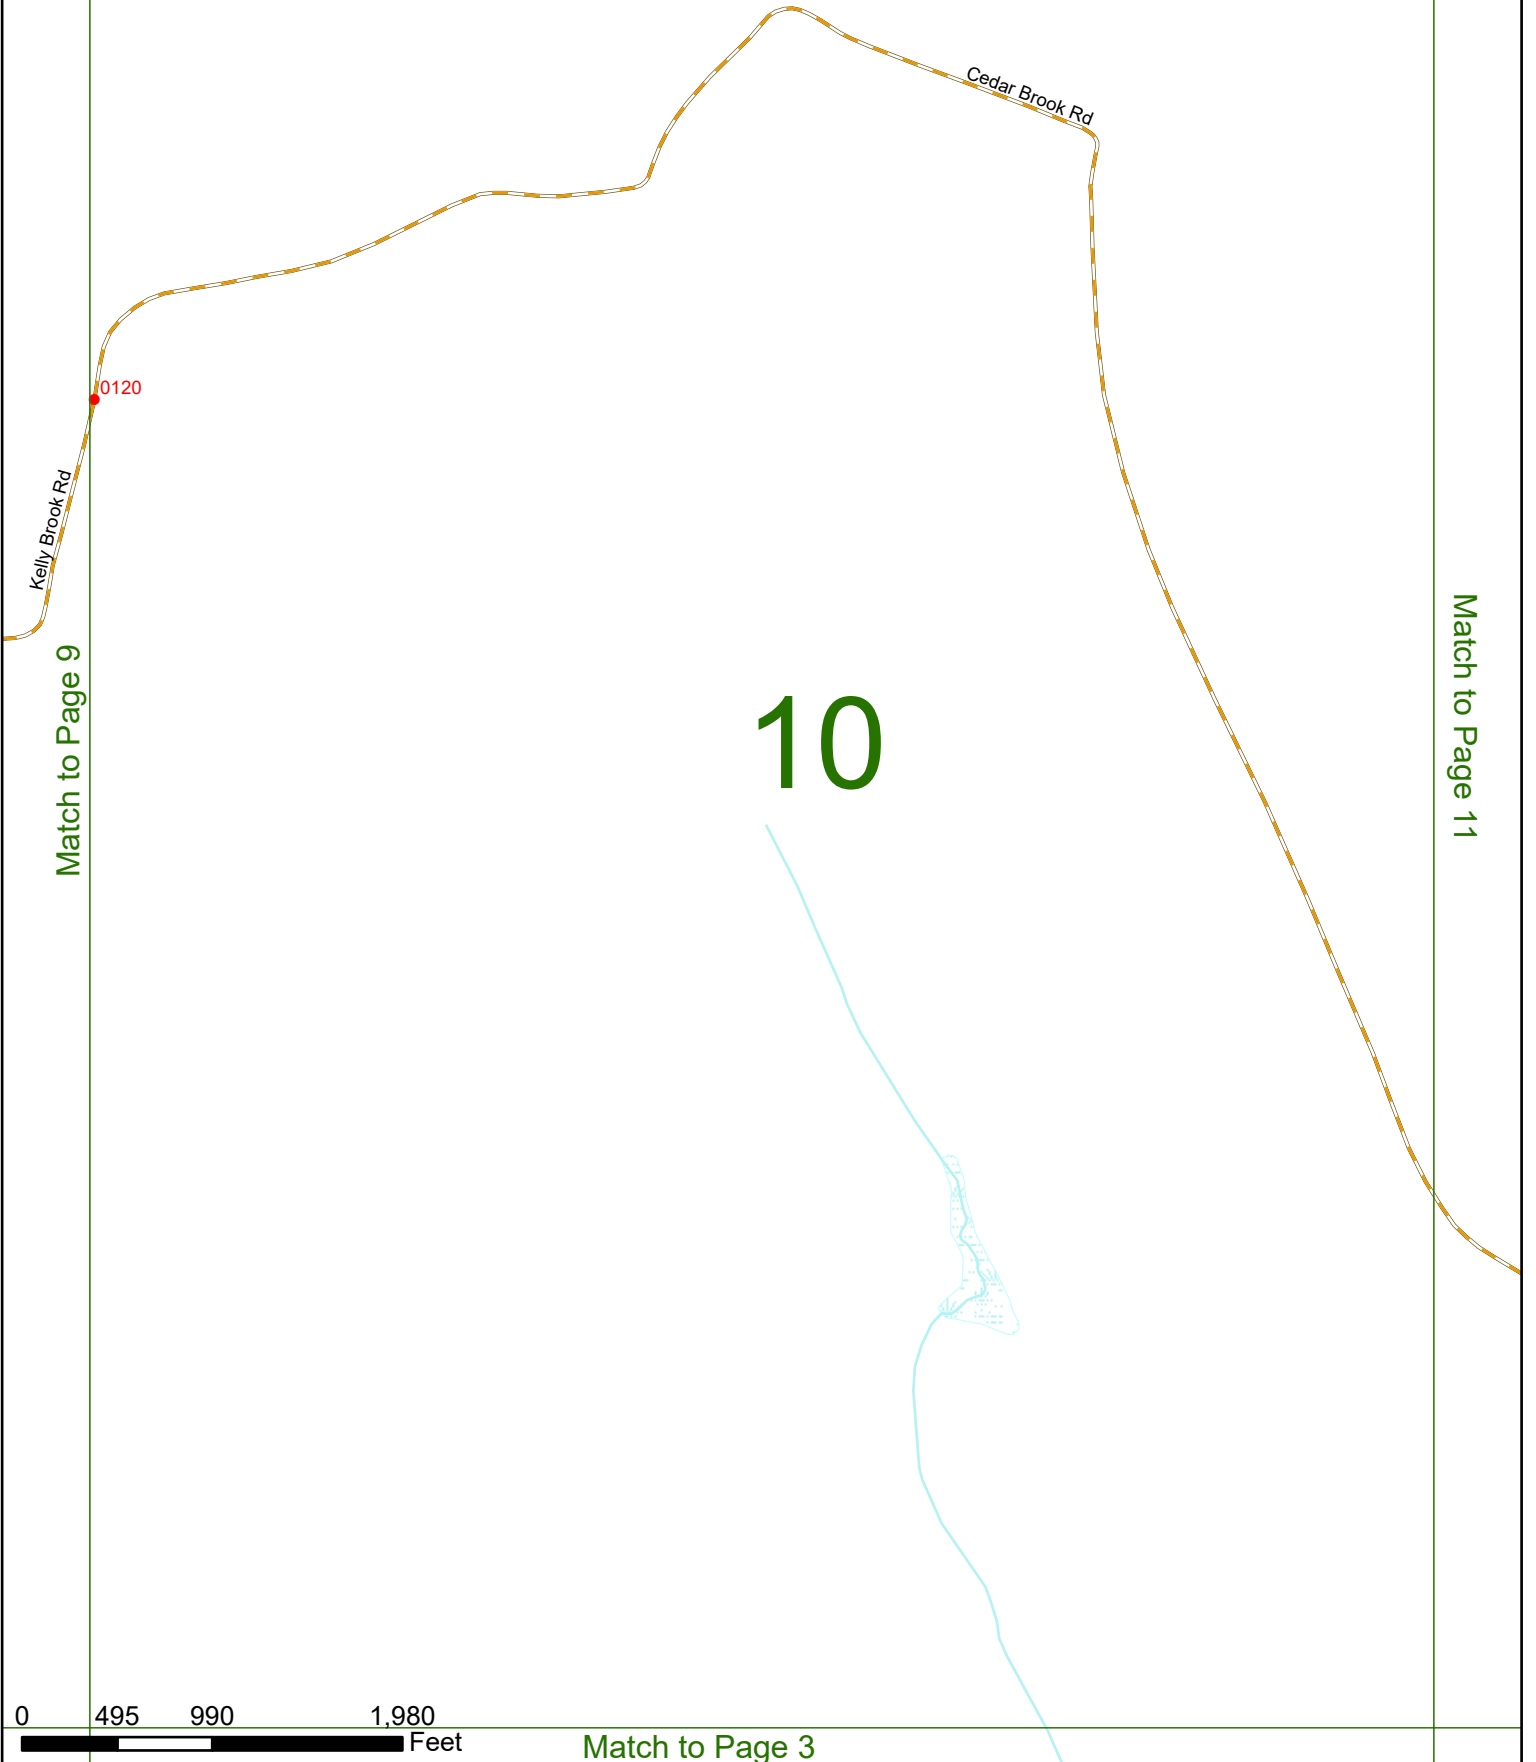 Cedar Brook Rd
0120
Kelly Brook Rd
Match to Page 9
10
Match to Page 11
0 495 990 1,980
Feet
Match to Page 3